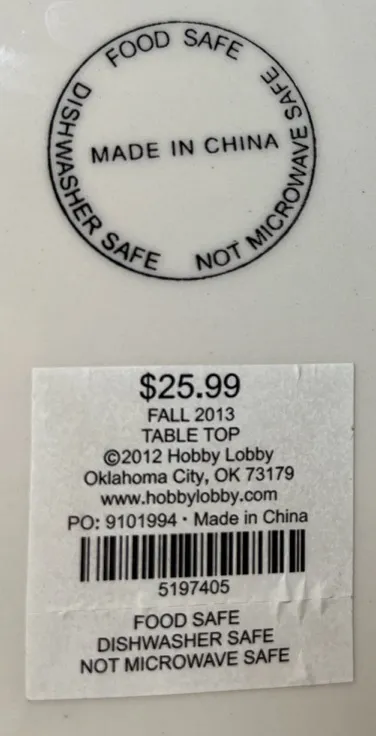 FOOD SAFE
DISHWASHER SAFE
NOT MICROWAVE SAFE
MADE IN CHINA
$25.99
FALL 2013
TABLE TOP
©2012 Hobby Lobby
Oklahoma City, OK 73179
www.hobbylobby.com
PO: 9101994 · Made in China
5197405
FOOD SAFE
DISHWASHER SAFE
NOT MICROWAVE SAFE